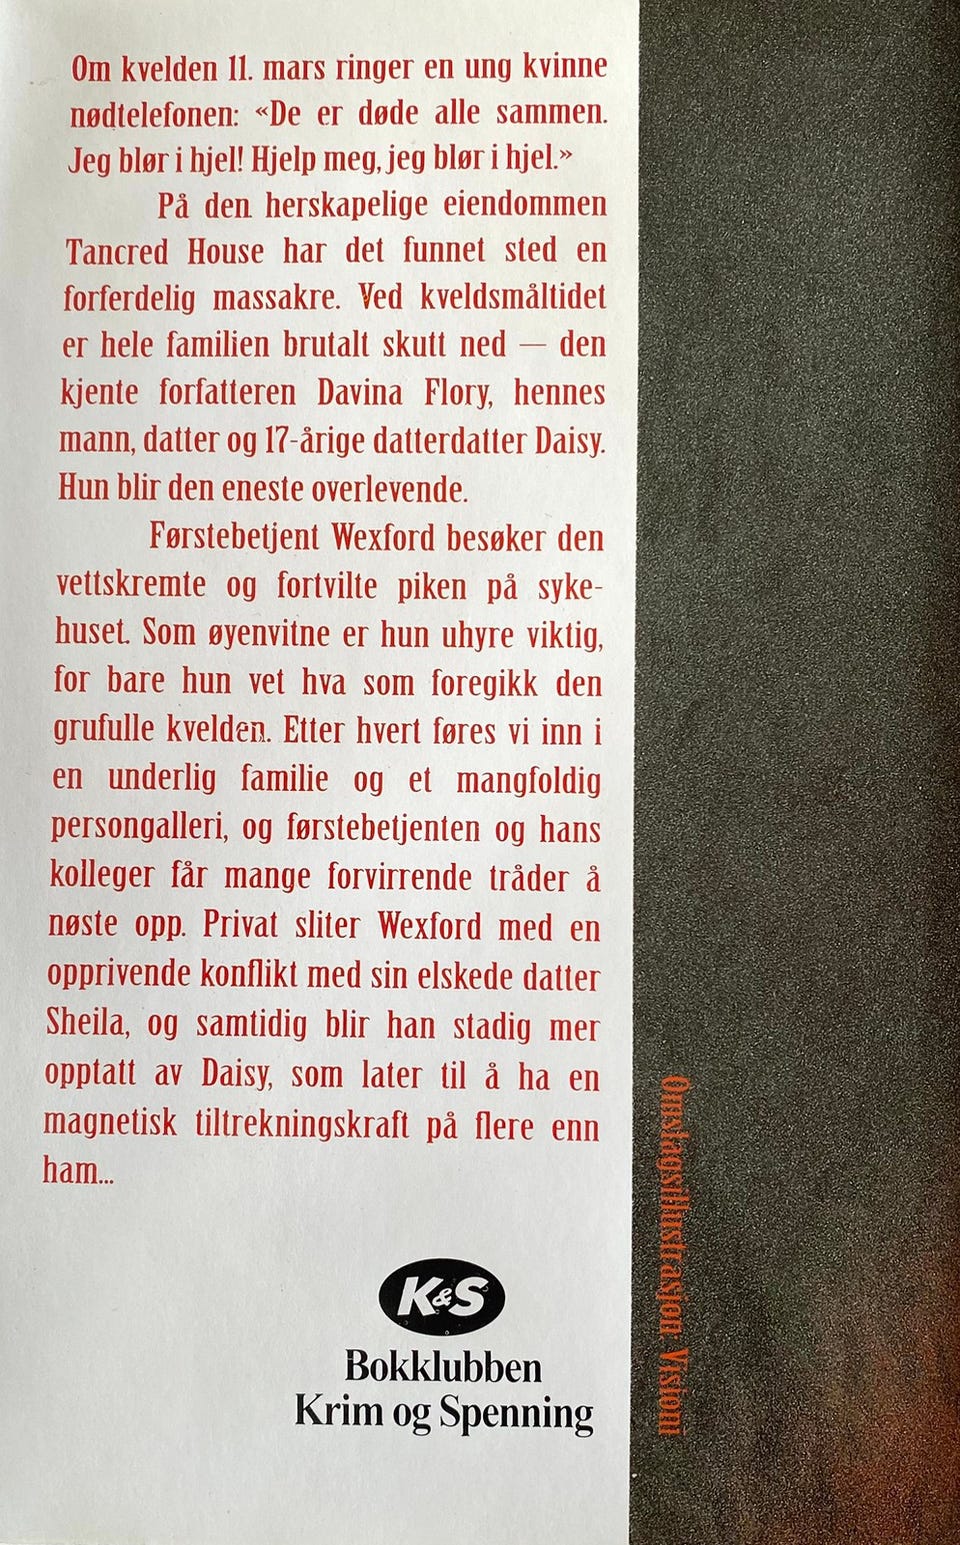 Om kvelden 11. mars ringer en ung kvinne
nødtelefonen: «De er døde alle sammen.
Jeg blør i hjel! Hjelp meg, jeg blør i hjel.»
På den herskapelige eiendommen
Tancred House har det funnet sted en
forferdelig massakre. Ved kveldsmåltidet
er hele familien brutalt skutt ned — den
kjente forfatteren Davina Flory, hennes
mann, datter og 17-årige datterdatter Daisy.
Hun blir den eneste overlevende.
Førstebetjent Wexford besøker den
vettskremte og fortvilte piken på syke-
huset. Som øyenvitne er hun uhyre viktig,
for bare hun vet hva som foregikk den
grufulle kvelden. Etter hvert føres vi inn i
en underlig familie og et mangfoldig
persongalleri, og førstebetjenten og hans
kolleger får mange forvirrende tråder å
nøste opp. Privat sliter Wexford med en
opprivende konflikt med sin elskede datter
Sheila, og samtidig blir han stadig mer
opptatt av Daisy, som later til å ha en
magnetisk tiltrekningskraft på flere enn
ham...
K&S
Bokklubben
Krim og Spenning
Omslagsillustrasjon Visioni